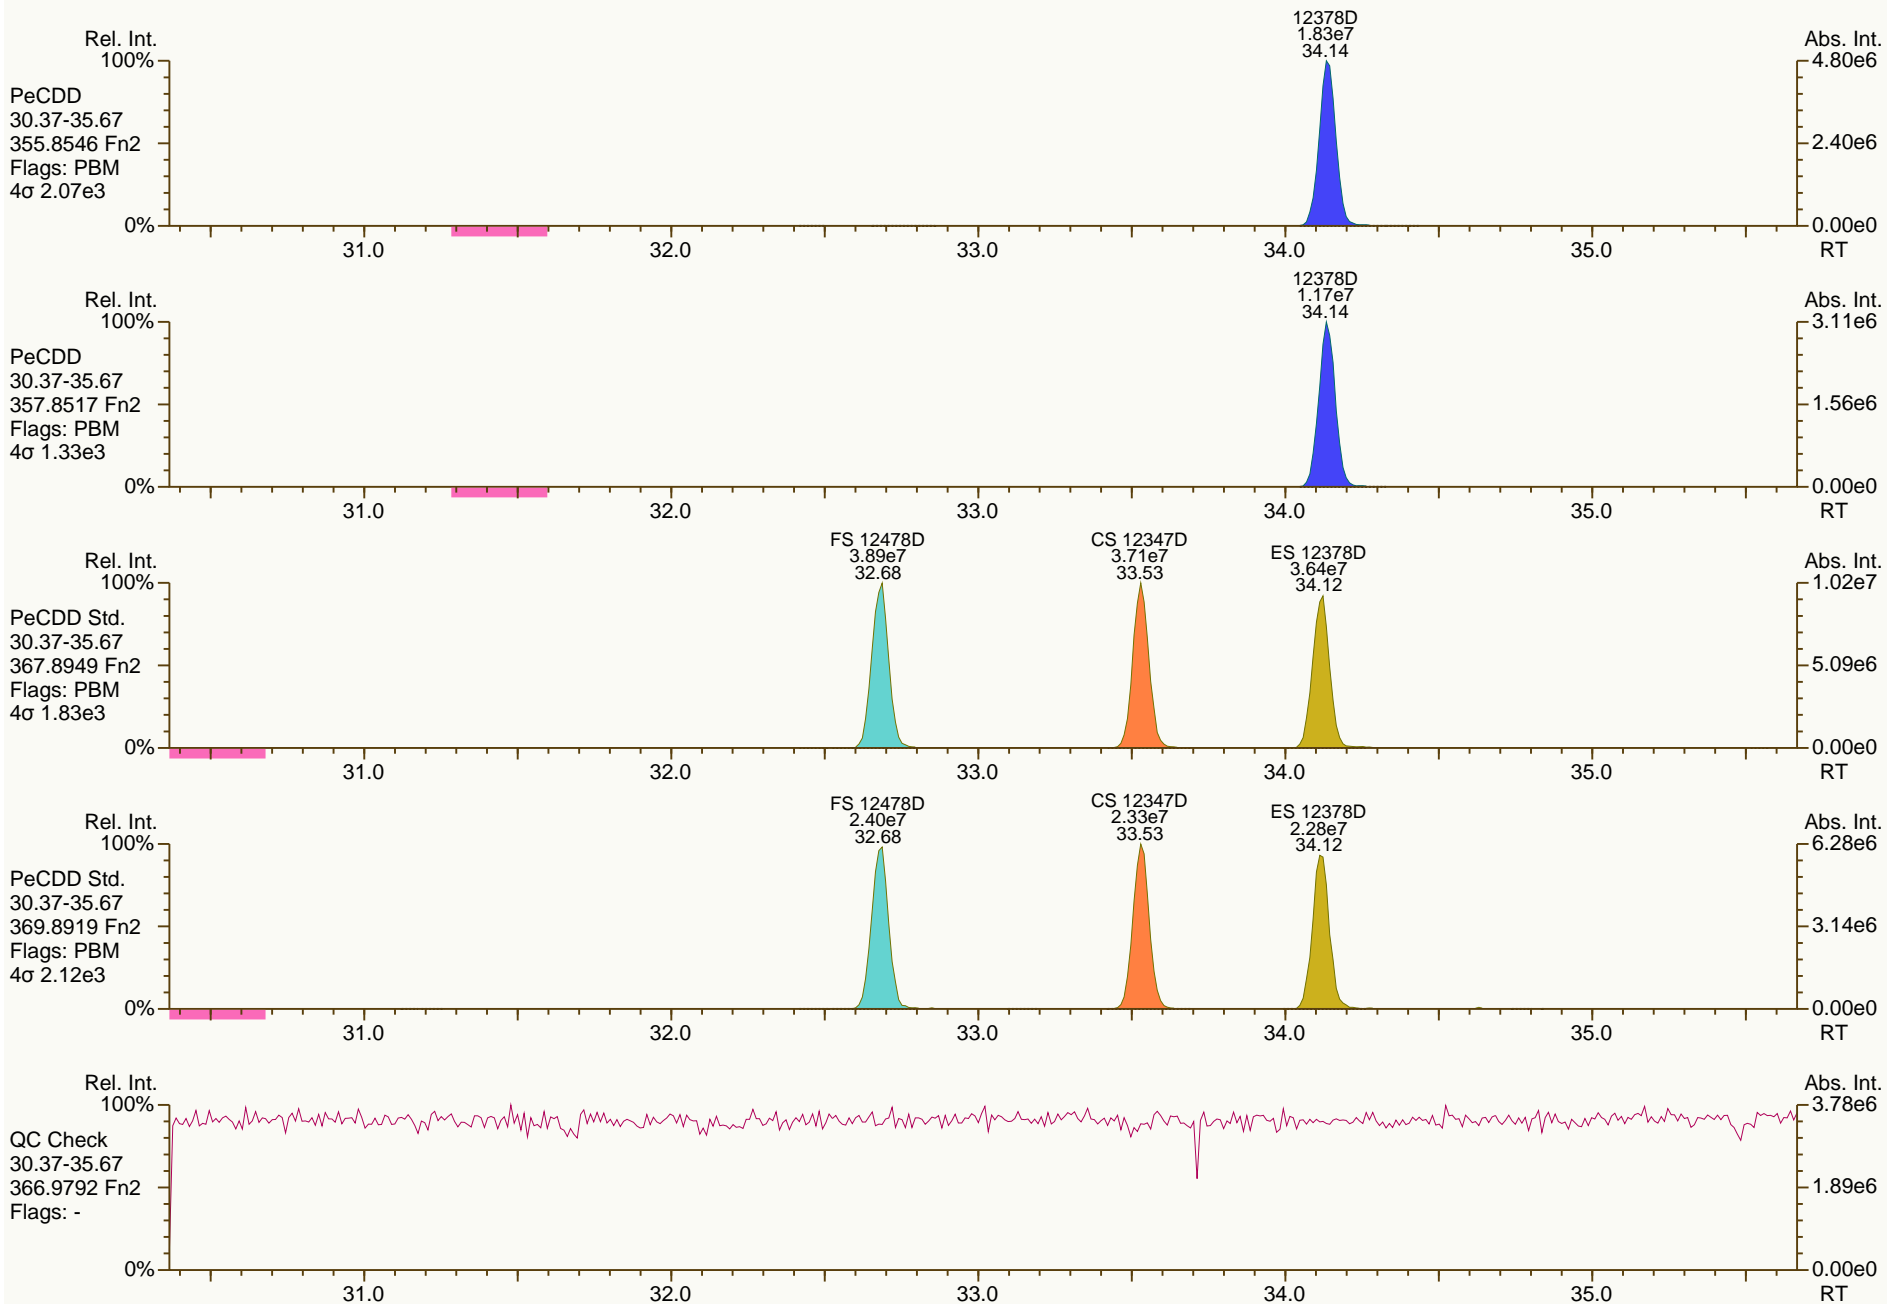 12378D
1.83e7
34.14
Rel. Int.
Abs. Int.
100%
4.80e6
PeCDD
30.37-35.67
355.8546 Fn2
2.40e6
Flags: PBM
4σ 2.07e3
0%
0.00e0
31.0 32.0 33.0 34.0 35.0 RT
12378D
1.17e7
34.14
Rel. Int.
Abs. Int.
100%
3.11e6
PeCDD
30.37-35.67
357.8517 Fn2
1.56e6
Flags: PBM
4σ 1.33e3
0%
0.00e0
31.0 32.0 33.0 34.0 35.0 RT
FS 12478D
3.89e7
32.68
CS 12347D
3.71e7
33.53
ES 12378D
3.64e7
34.12
Rel. Int.
Abs. Int.
100%
1.02e7
PeCDD Std.
30.37-35.67
367.8949 Fn2
5.09e6
Flags: PBM
4σ 1.83e3
0%
0.00e0
31.0 32.0 33.0 34.0 35.0 RT
FS 12478D
2.40e7
32.68
CS 12347D
2.33e7
33.53
ES 12378D
2.28e7
34.12
Rel. Int.
Abs. Int.
100%
6.28e6
PeCDD Std.
30.37-35.67
369.8919 Fn2
3.14e6
Flags: PBM
4σ 2.12e3
0%
0.00e0
31.0 32.0 33.0 34.0 35.0 RT
Rel. Int.
Abs. Int.
100%
3.78e6
QC Check
30.37-35.67
366.9792 Fn2
1.89e6
Flags: -
0%
0.00e0
31.0 32.0 33.0 34.0 35.0 RT